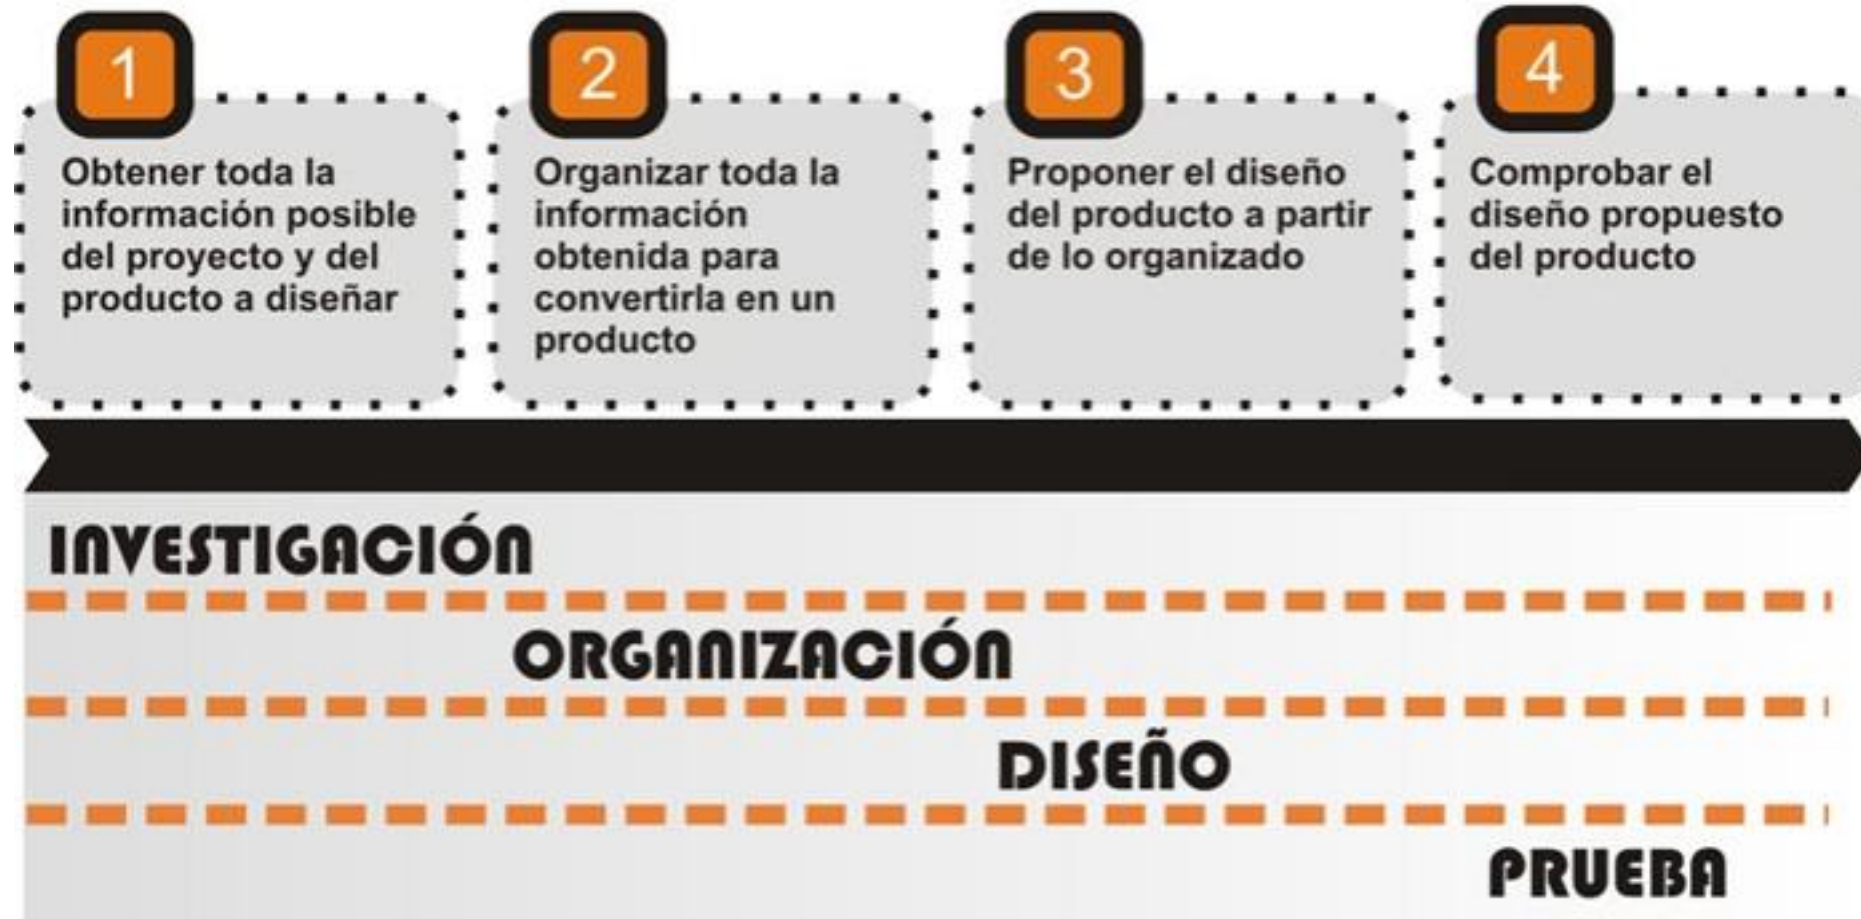 1
Obtener toda la
información posible
del proyecto y del
producto a diseñar
2
Organizar toda la
información
obtenida para
convertirla en un
producto
3
Proponer el diseño
del producto a partir
de lo organizado
4
Comprobar el
diseño propuesto
del producto
INVESTIGACIÓN
ORGANIZACIÓN
DISEÑO
PRUEBA